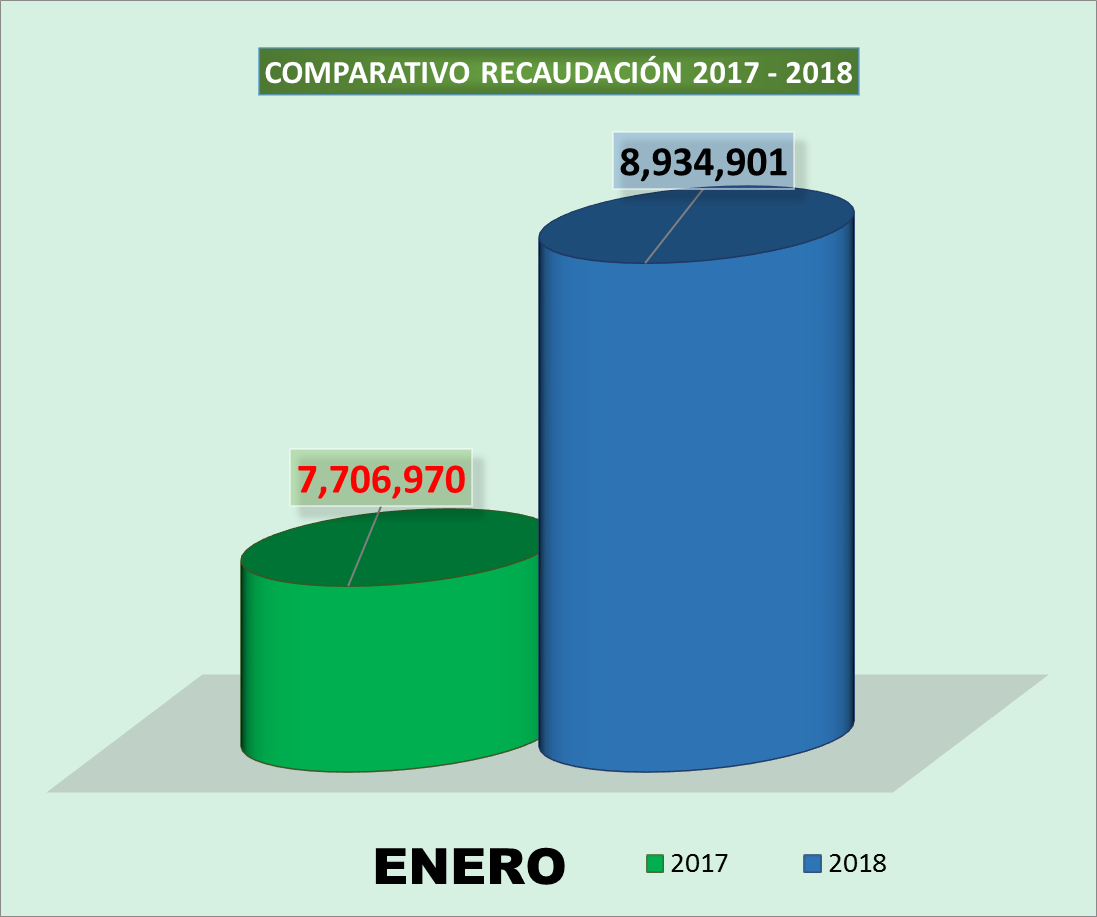 COMPARATIVO RECAUDACIÓN 2017 - 2018
8,934,901
7,706,970
ENERO
2017
2018